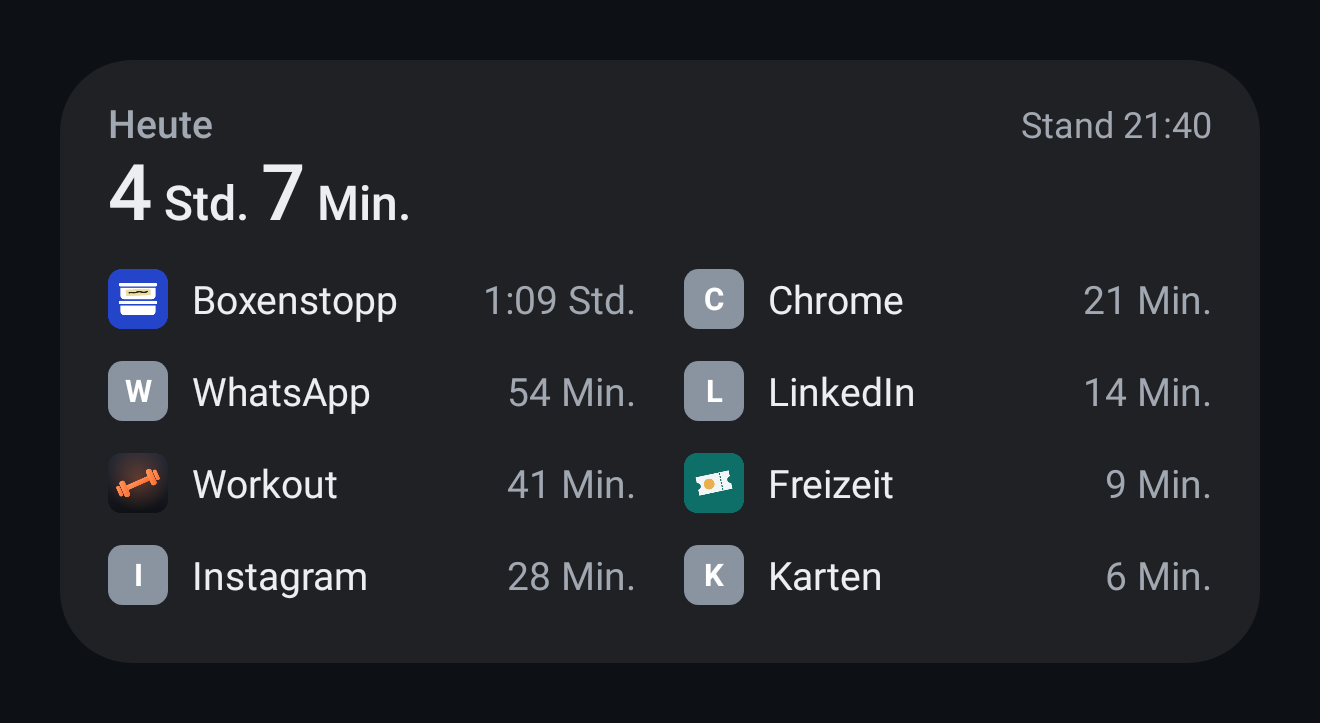 Heute
Stand 21:40
4 Std. 7 Min.
Boxenstopp 1:09 Std.
C Chrome 21 Min.
W WhatsApp 54 Min.
L LinkedIn 14 Min.
Workout 41 Min.
Freizeit 9 Min.
I Instagram 28 Min.
K Karten 6 Min.